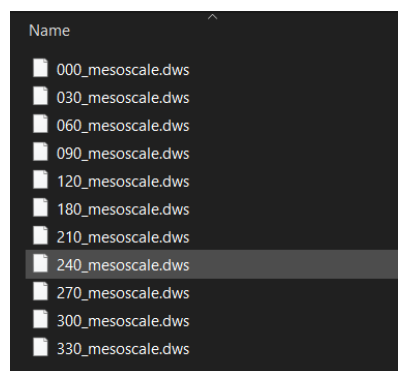 Name
000_mesoscale.dws
030_mesoscale.dws
060_mesoscale.dws
090_mesoscale.dws
120_mesoscale.dws
180_mesoscale.dws
210_mesoscale.dws
240_mesoscale.dws
270_mesoscale.dws
300_mesoscale.dws
330_mesoscale.dws